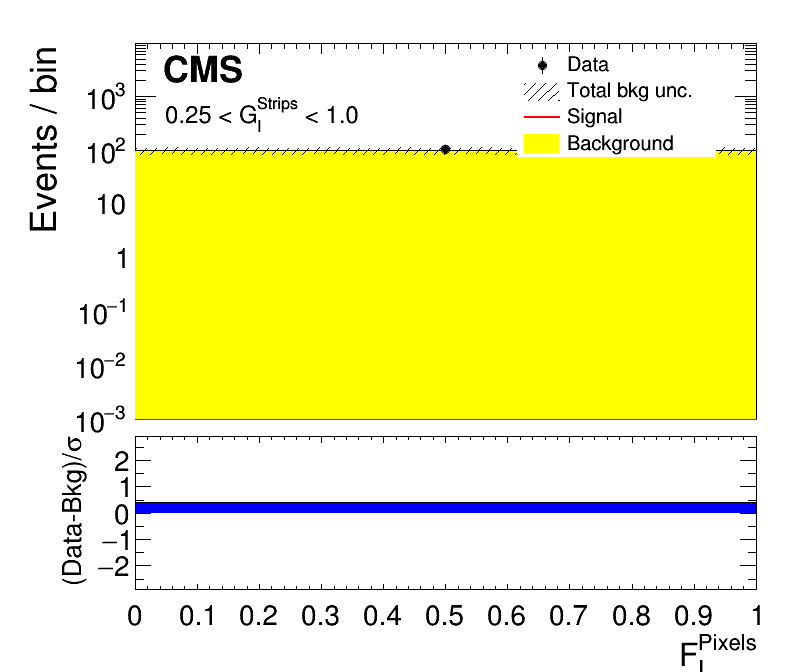 CMS
0.25 < G_I^Strips < 1.0
Data
Total bkg unc.
Signal
Background
Events / bin
10^3
10^2
10
1
10^−1
10^−2
10^−3
(Data-Bkg)/σ
2
1
0
−1
−2
0 0.1 0.2 0.3 0.4 0.5 0.6 0.7 0.8 0.9 1
F_I^Pixels